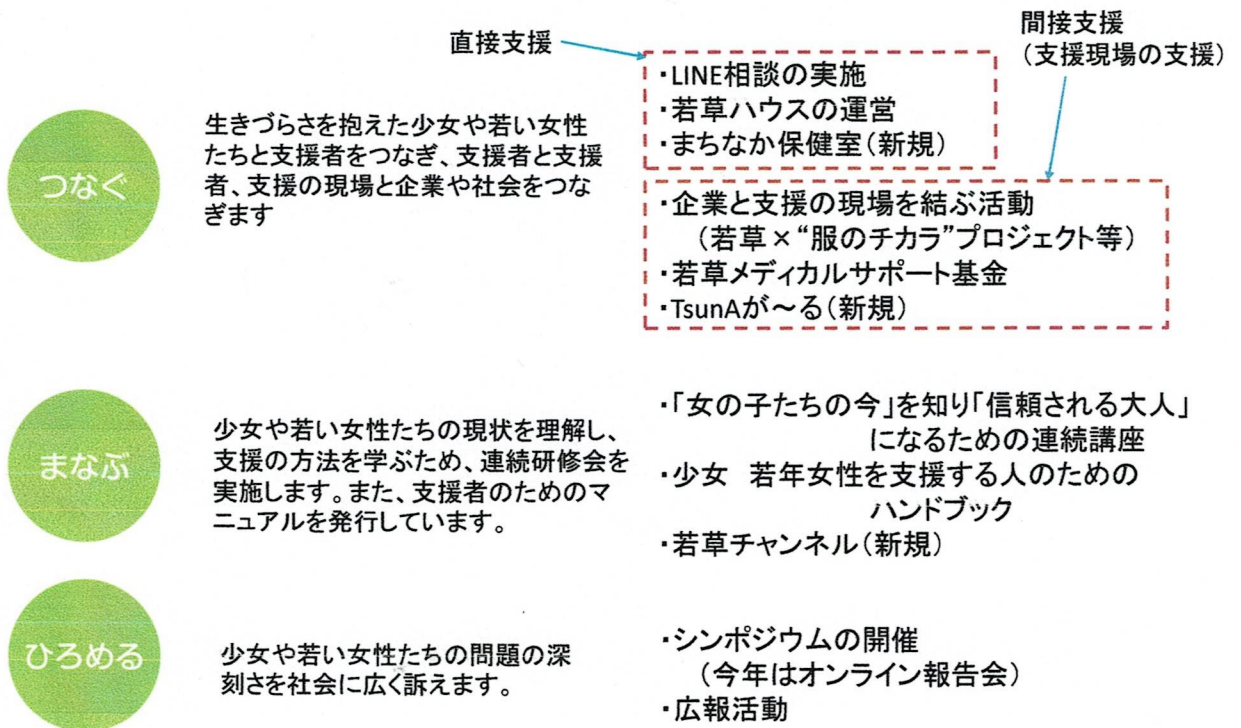 直接支援
間接支援
(支援現場の支援)
つなぐ
生きづらさを抱えた少女や若い女性
たちと支援者をつなぎ、支援者と支援
者、支援の現場と企業や社会をつな
ぎます
・LINE相談の実施
・若草ハウスの運営
・まちなか保健室(新規)
・企業と支援の現場を結ぶ活動
(若草×“服のチカラ”プロジェクト等)
・若草メディカルサポート基金
・TsunAが～る(新規)
まなぶ
少女や若い女性たちの現状を理解し、
支援の方法を学ぶため、連続研修会を
実施します。また、支援者のためのマ
ニュアルを発行しています。
・「女の子たちの今」を知り「信頼される大人」
になるための連続講座
・少女 若年女性を支援する人のための
ハンドブック
・若草チャンネル(新規)
ひろめる
少女や若い女性たちの問題の深
刻さを社会に広く訴えます。
・シンポジウムの開催
(今年はオンライン報告会)
・広報活動